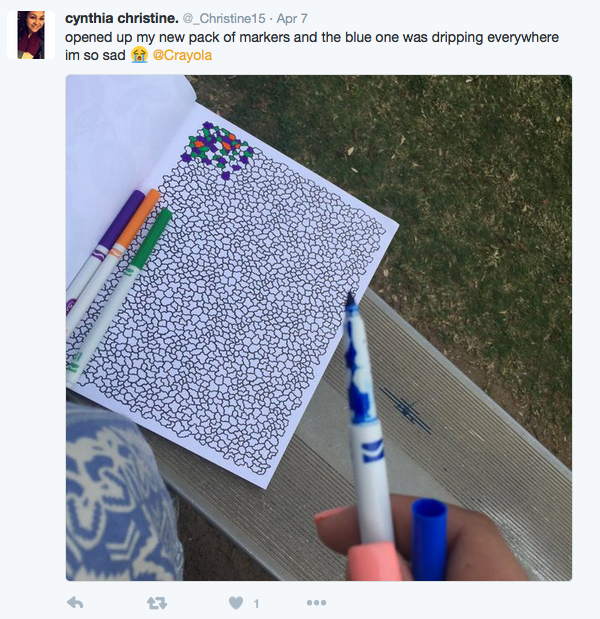 cynthia christine. @_Christine15 · Apr 7
opened up my new pack of markers and the blue one was dripping everywhere
im so sad 😭 @Crayola
1